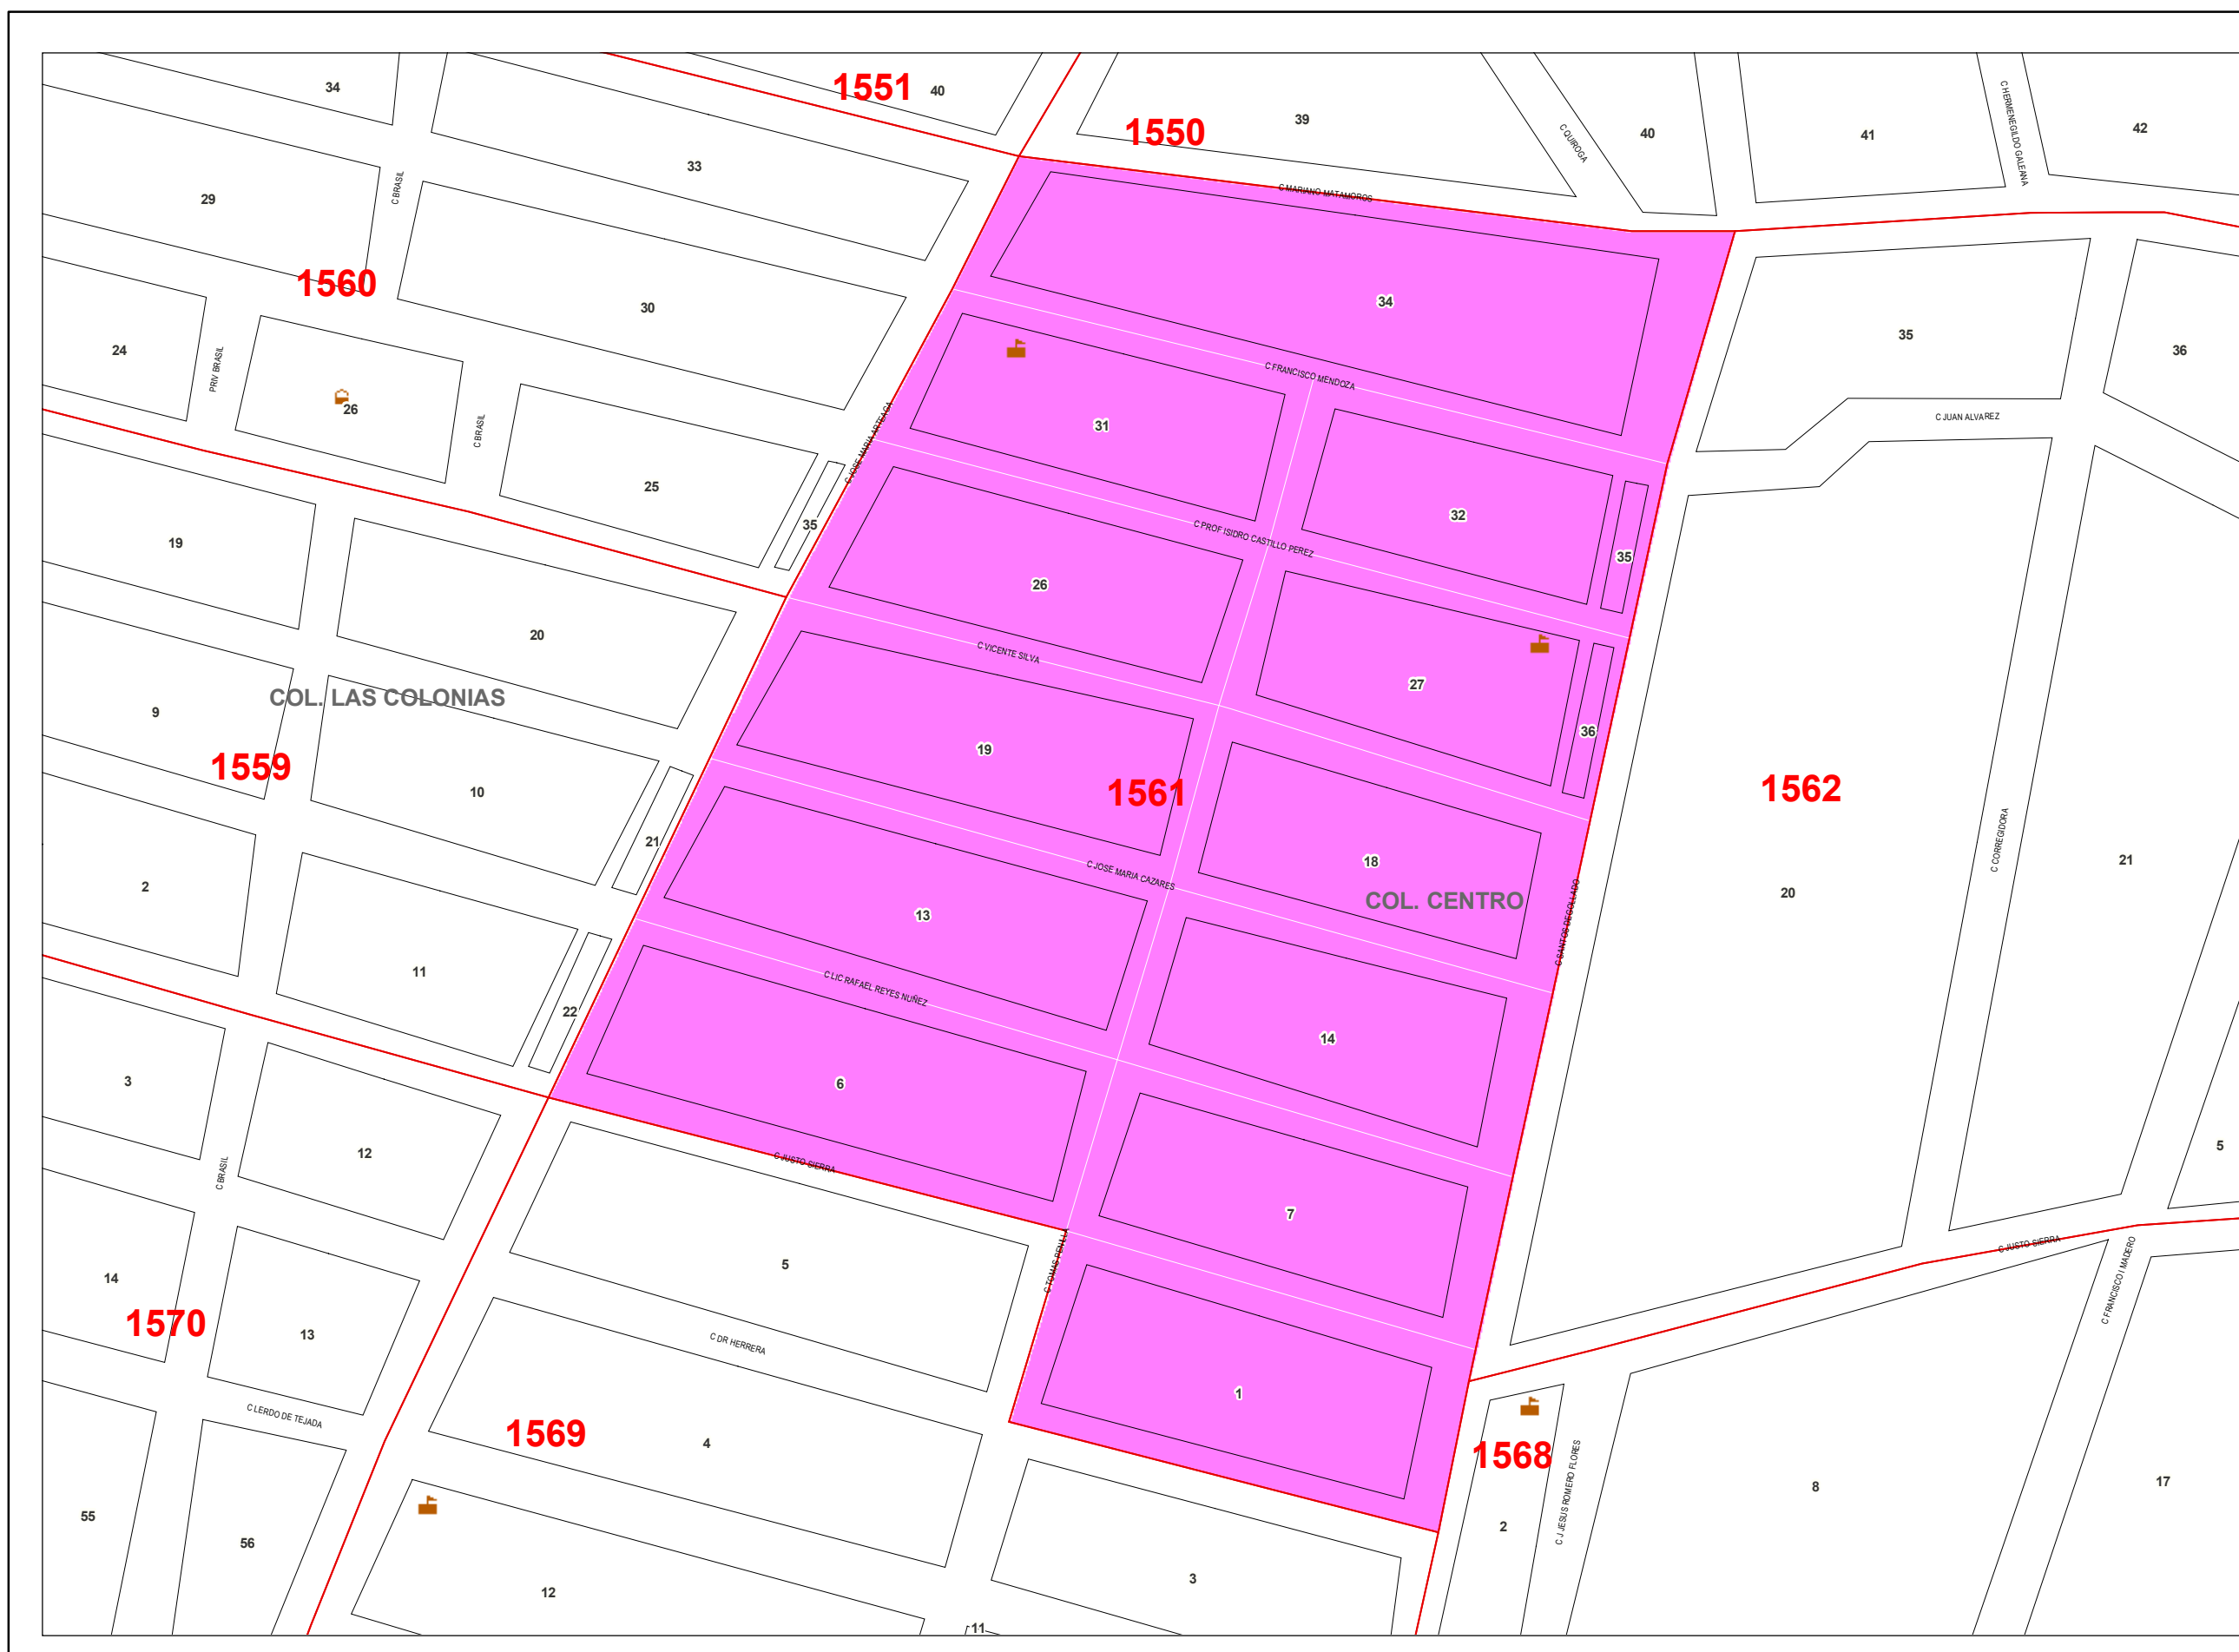 34
1551
40
1550
39
C QUIROGA
40
41
C HERMENEGILDO GALEANA
42
33
29
C BRASIL
C MARIANO MATAMOROS
1560
30
34
24
PRIV BRASIL
26
C BRASIL
25
35
C JOSE MARIA ARTEAGA
31
C FRANCISCO MENDOZA
35
36
C JUAN ALVAREZ
32
C PROF ISIDRO CASTILLO PEREZ
35
19
20
26
C VICENTE SILVA
27
36
COL. LAS COLONIAS
9
1559
10
21
19
1561
1562
18
C JOSE MARIA CAZARES
COL. CENTRO
C SANTOS DEGOLLADO
20
C CORREGIDORA
21
2
11
22
13
C LIC RAFAEL REYES NUÑEZ
14
3
12
6
C BRASIL
C JUSTO SIERRA
7
5
14
1570
13
5
C TOMAS PENILLA
C JUSTO SIERRA
C FRANCISCO I MADERO
C DR HERRERA
1
C LERDO DE TEJADA
1569
4
1568
C J JESUS ROMERO FLORES
8
17
55
56
12
11
3
2